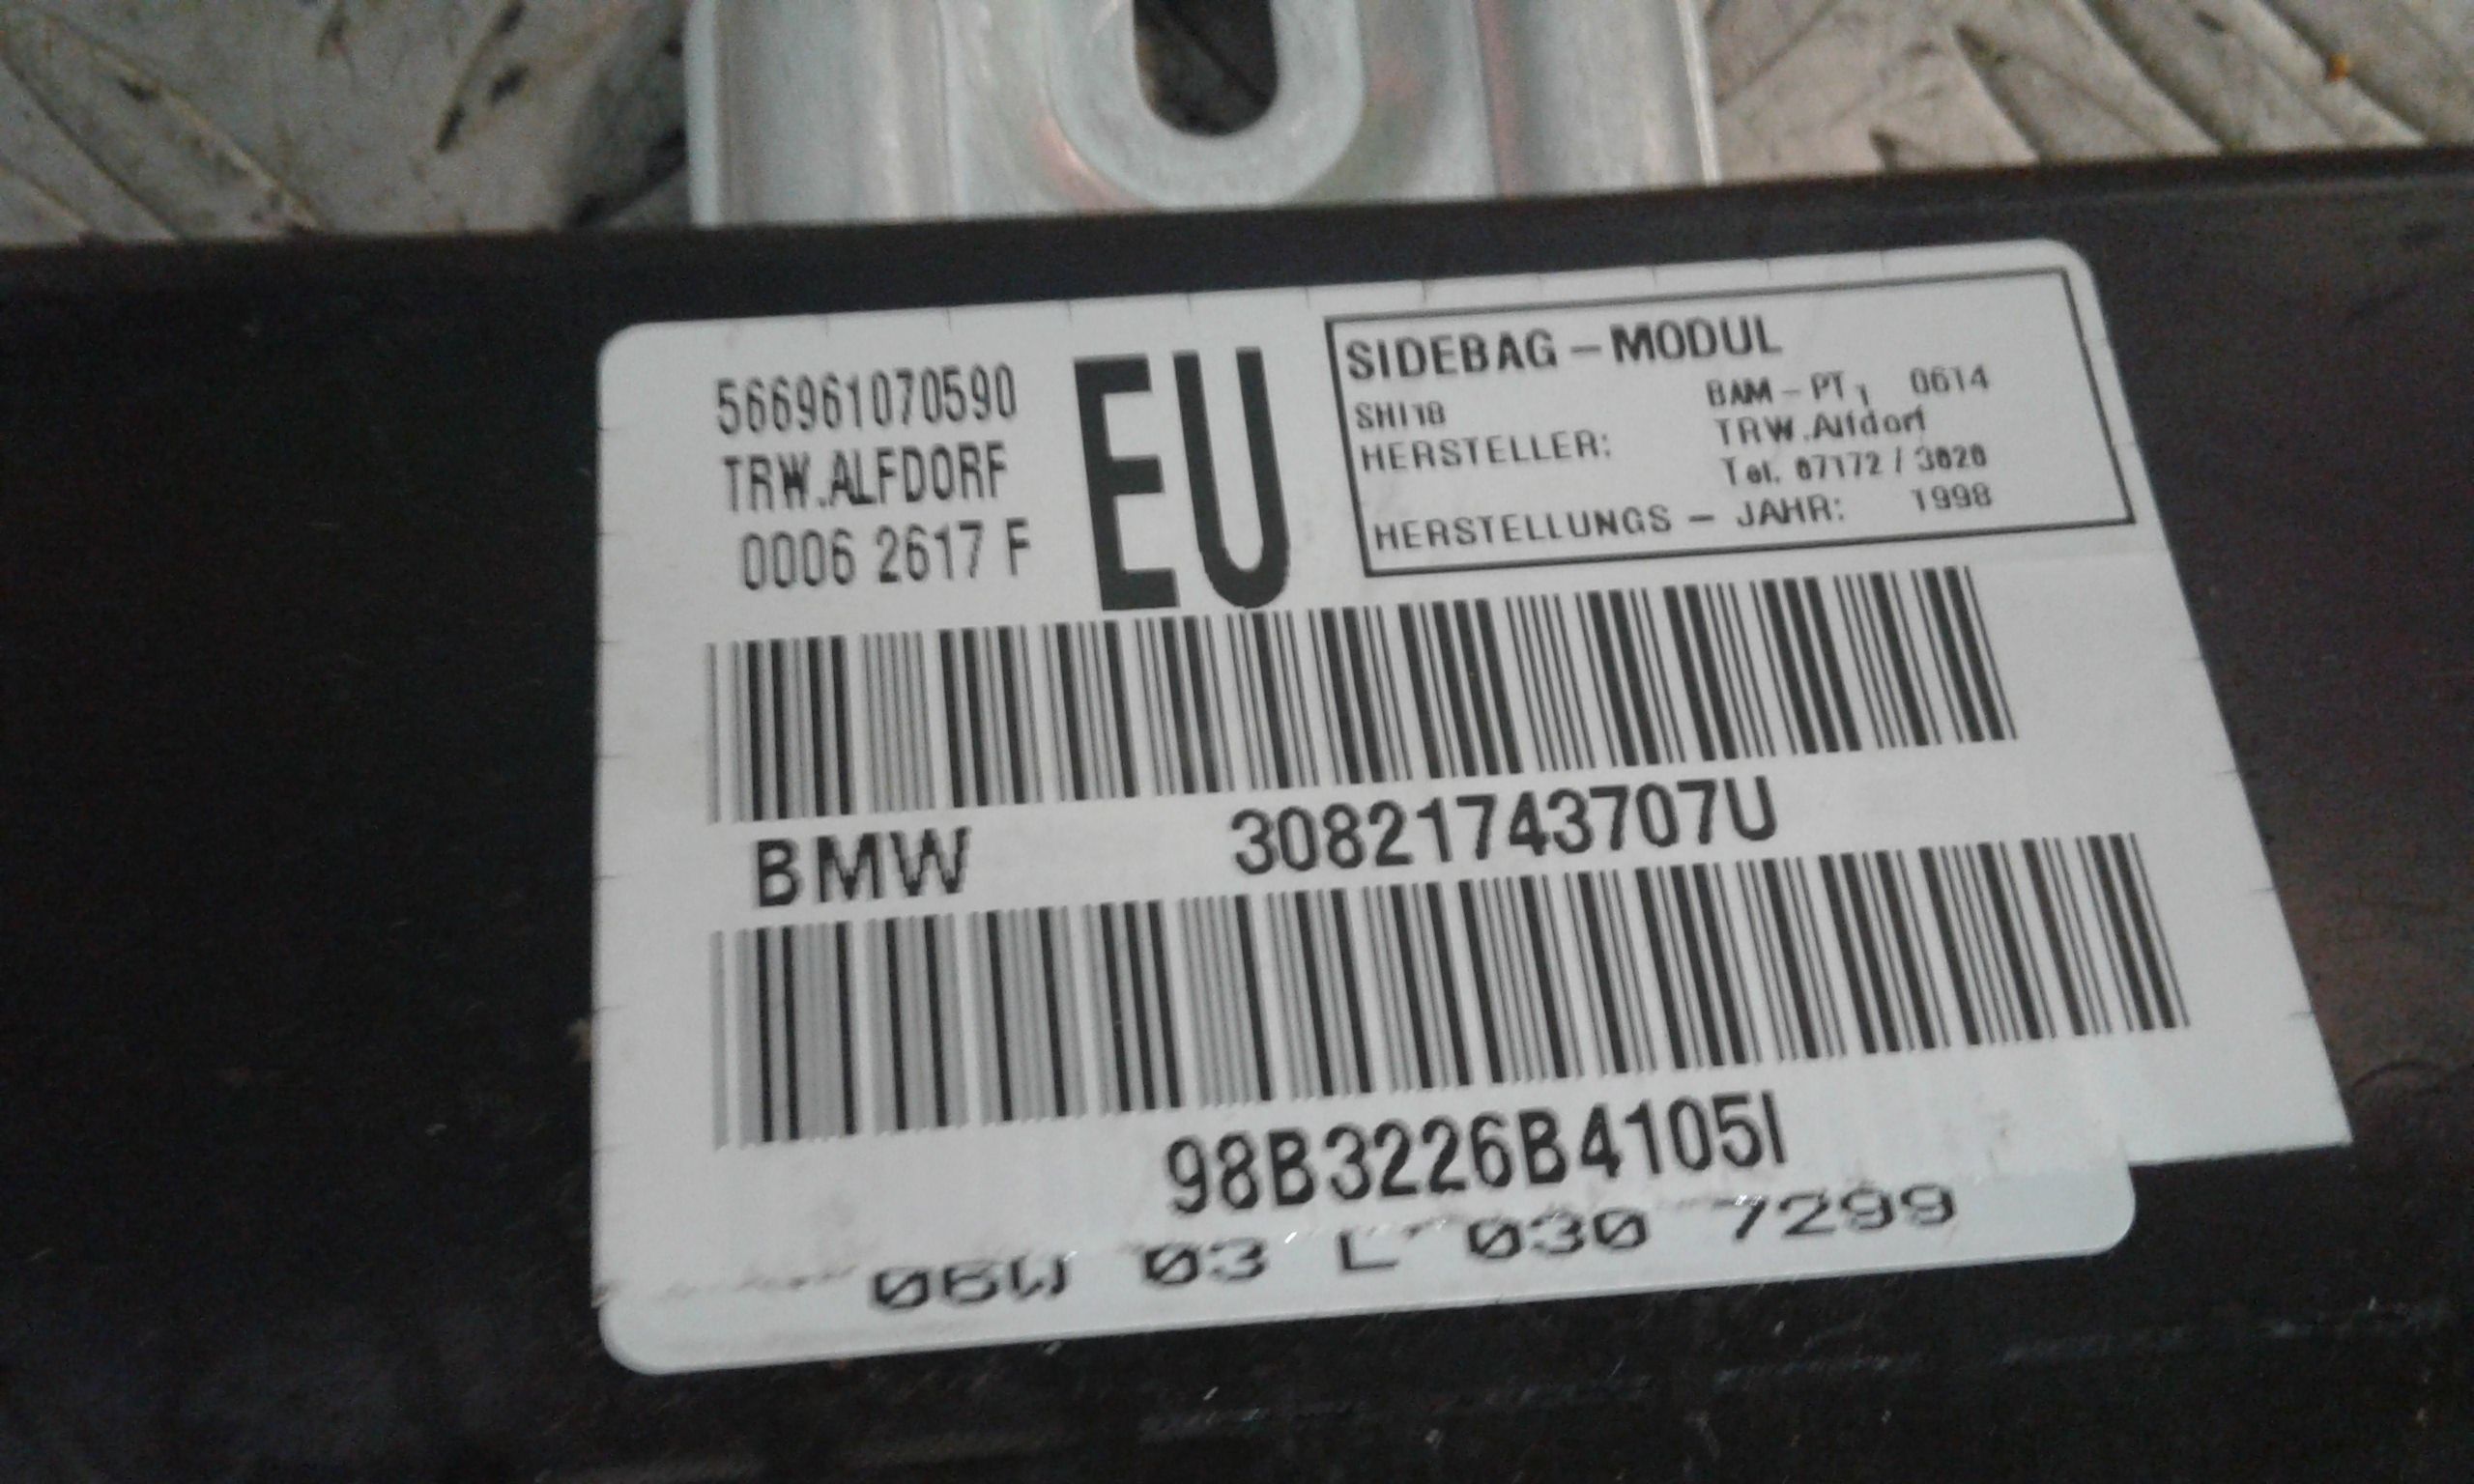 566961070590
TRW.ALFDORF
0006 2617 F
EU
SIDEBAG – MODUL
SHI18
BAM – PT1 0614
HERSTELLER: TRW.Alfdorf
Tel. 07172 / 3020
HERSTELLUNGS – JAHR: 1998
BMW 30821743707U
98B3226B4105I
06W 03 L 030 7299